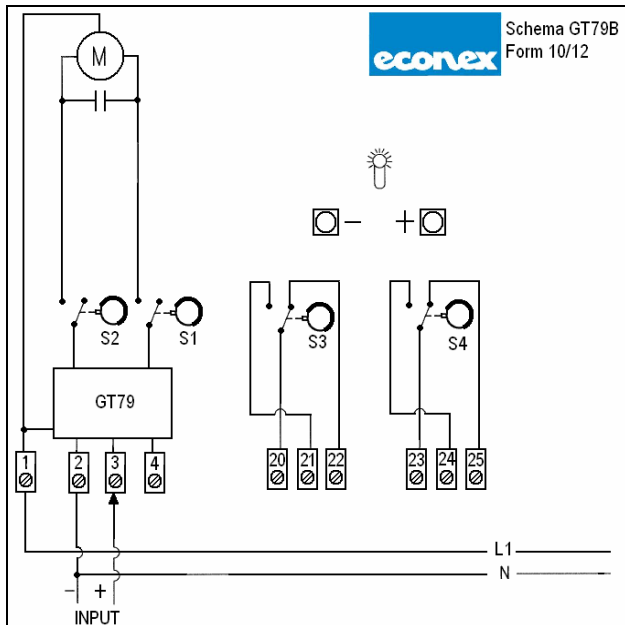 econex
Schema GT79B
Form 10/12
M
- +
S2 S1 S3 S4
GT79
1 2 3 4 20 21 22 23 24 25
L1
N
- +
INPUT